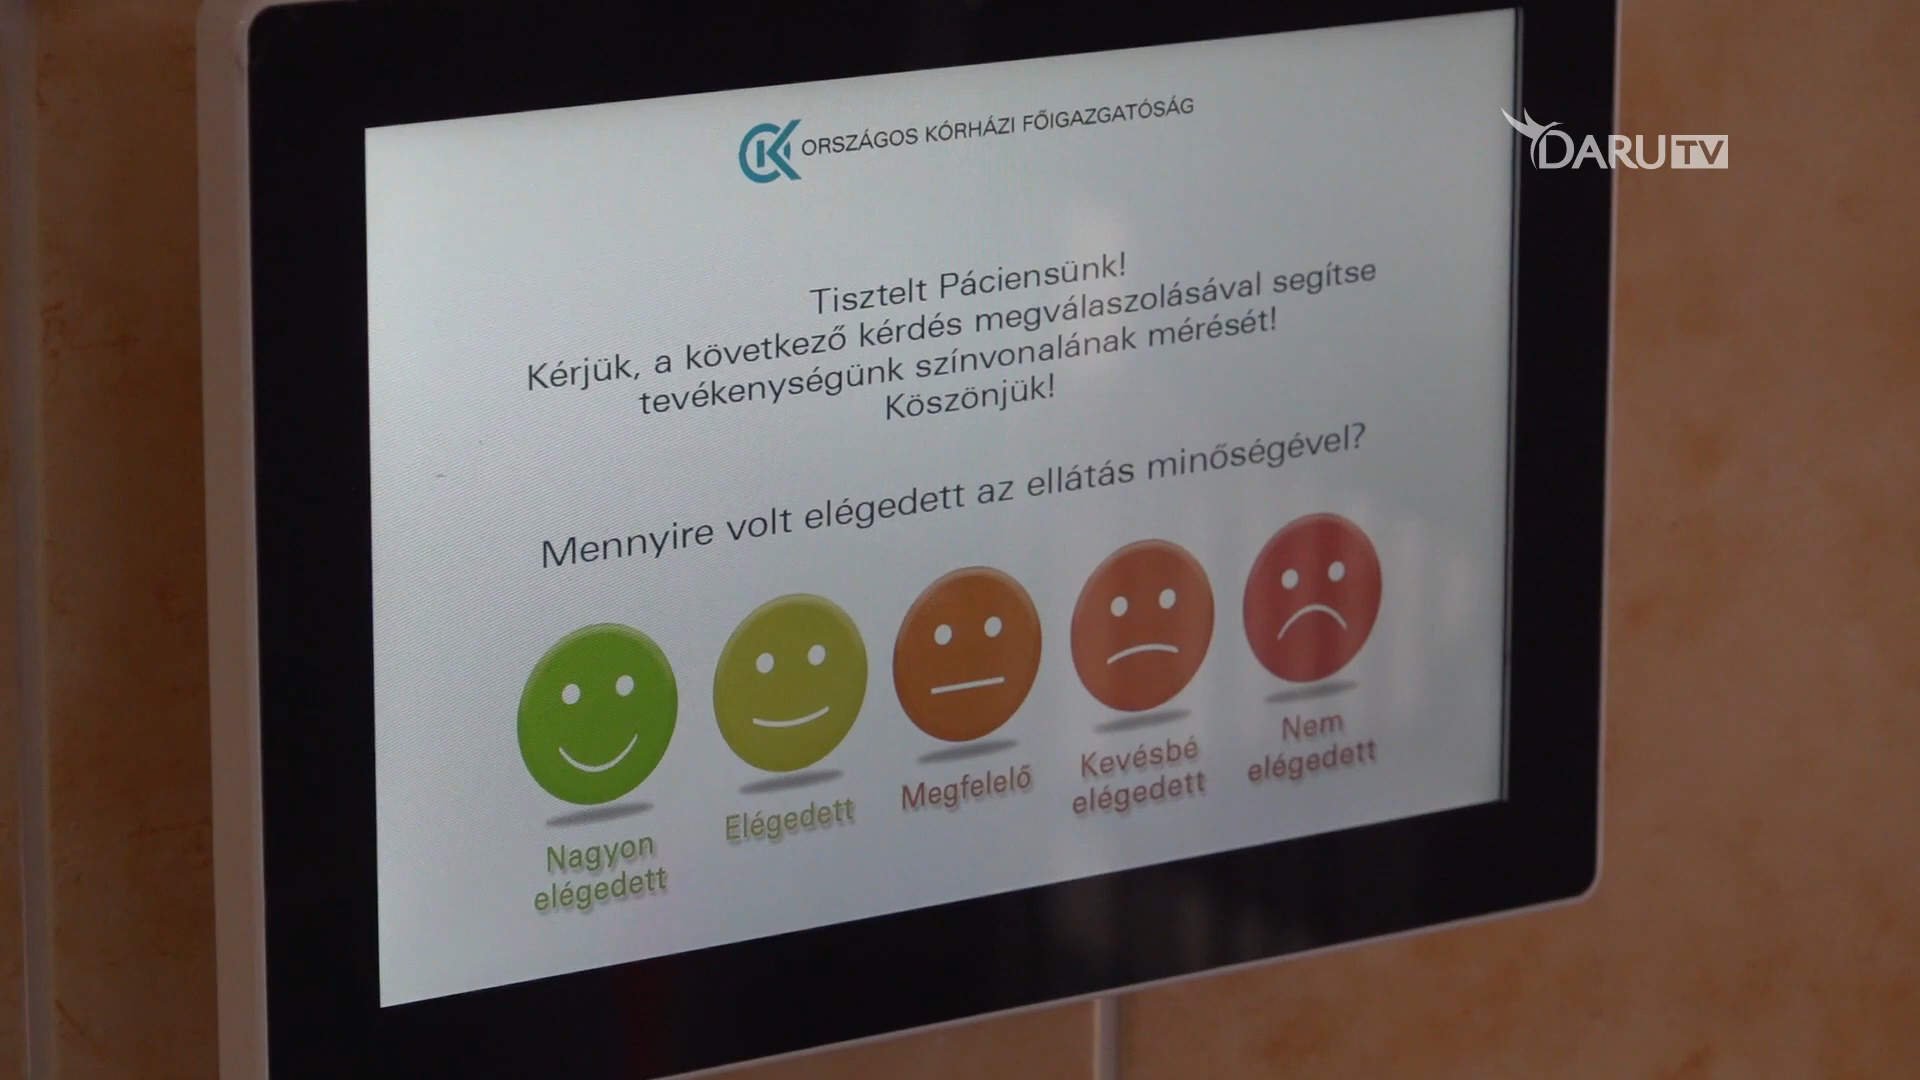 OK ORSZÁGOS KÓRHÁZI FŐIGAZGATÓSÁG
DARU TV
Tisztelt Páciensünk!
Kérjük, a következő kérdés megválaszolásával segítse
tevékenységünk színvonalának mérését!
Köszönjük!
Mennyire volt elégedett az ellátás minőségével?
Nagyon
elégedett
Elégedett
Megfelelő
Kevésbé
elégedett
Nem
elégedett